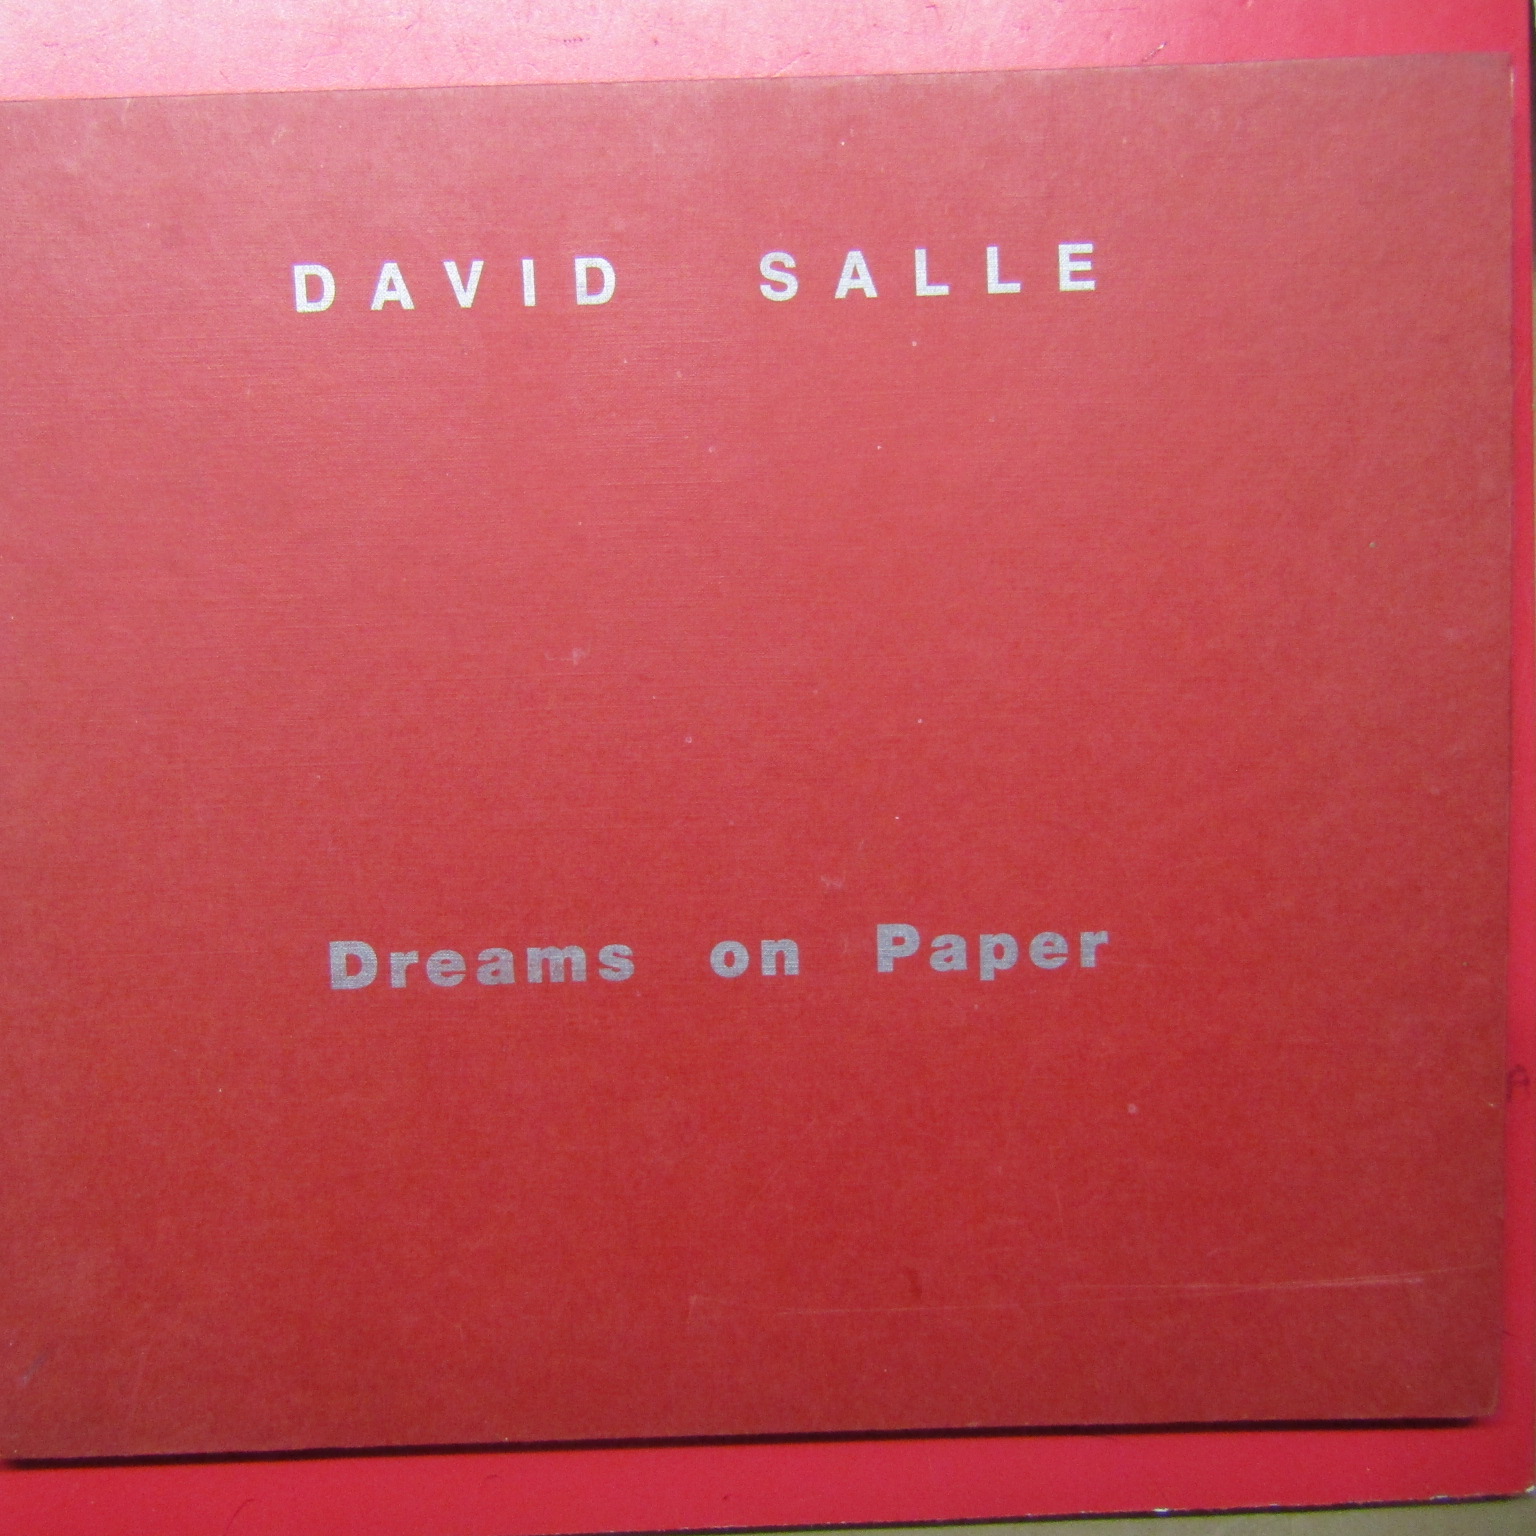 DAVID SALLE
Dreams on Paper